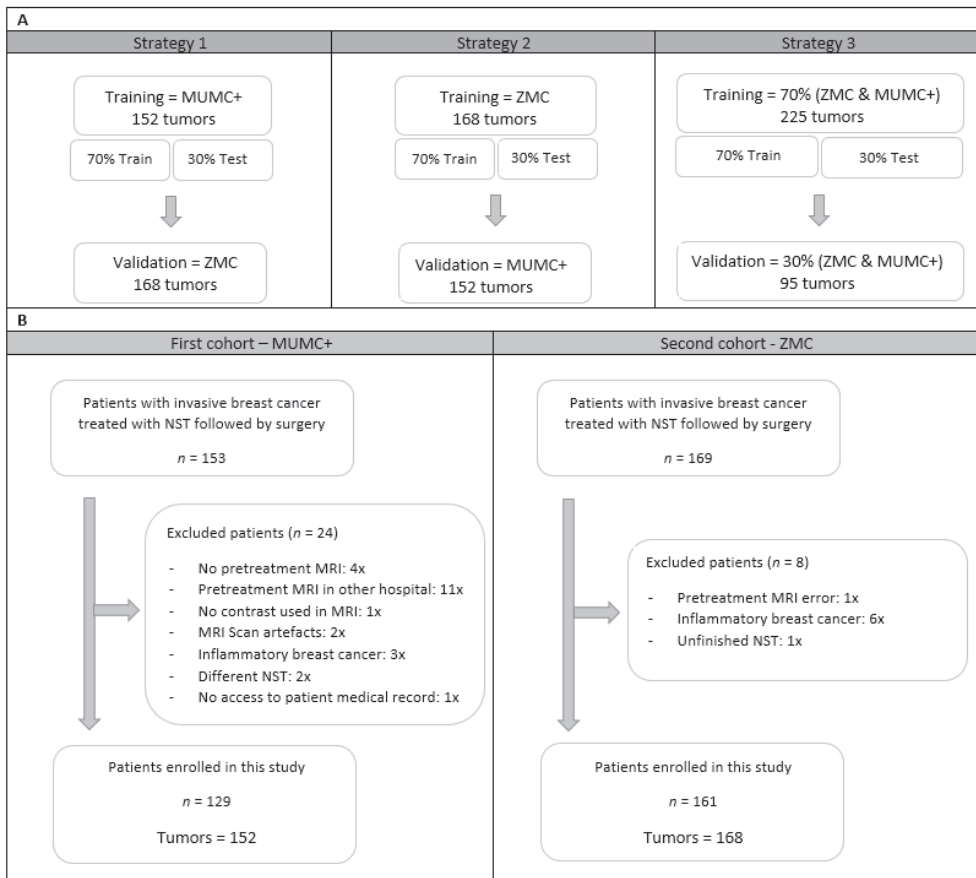 A
Strategy 1
Training = MUMC+
152 tumors
70% Train
30% Test
Validation = ZMC
168 tumors
Strategy 2
Training = ZMC
168 tumors
70% Train
30% Test
Validation = MUMC+
152 tumors
Strategy 3
Training = 70% (ZMC & MUMC+)
225 tumors
70% Train
30% Test
Validation = 30% (ZMC & MUMC+)
95 tumors
B
First cohort – MUMC+
Patients with invasive breast cancer
treated with NST followed by surgery
n = 153
Excluded patients (n = 24)
- No pretreatment MRI: 4x
- Pretreatment MRI in other hospital: 11x
- No contrast used in MRI: 1x
- MRI Scan artefacts: 2x
- Inflammatory breast cancer: 3x
- Different NST: 2x
- No access to patient medical record: 1x
Patients enrolled in this study
n = 129
Tumors = 152
Second cohort - ZMC
Patients with invasive breast cancer
treated with NST followed by surgery
n = 169
Excluded patients (n = 8)
- Pretreatment MRI error: 1x
- Inflammatory breast cancer: 6x
- Unfinished NST: 1x
Patients enrolled in this study
n = 161
Tumors = 168